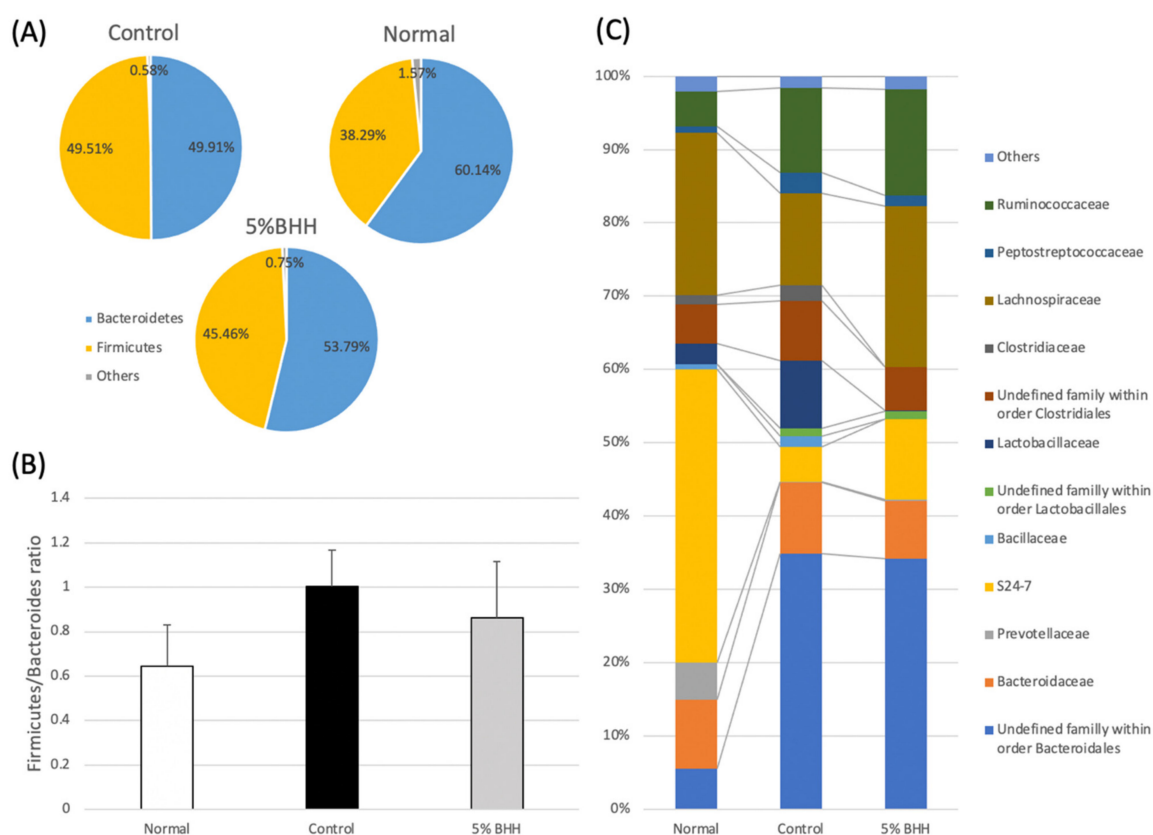 (A)
Control
0.58%
49.51%
49.91%
Normal
1.57%
38.29%
60.14%
5%BHH
0.75%
45.46%
53.79%
Bacteroidetes
Firmicutes
Others
(B)
Firmicutes/Bacteroides ratio
1.4
1.2
1
0.8
0.6
0.4
0.2
0
Normal
Control
5% BHH
(C)
100%
90%
80%
70%
60%
50%
40%
30%
20%
10%
0%
Normal
Control
5% BHH
Others
Ruminococcaceae
Peptostreptococcaceae
Lachnospiraceae
Clostridiaceae
Undefined family within
order Clostridiales
Lactobacillaceae
Undefined familly within
order Lactobacillales
Bacillaceae
S24-7
Prevotellaceae
Bacteroidaceae
Undefined familly within
order Bacteroidales